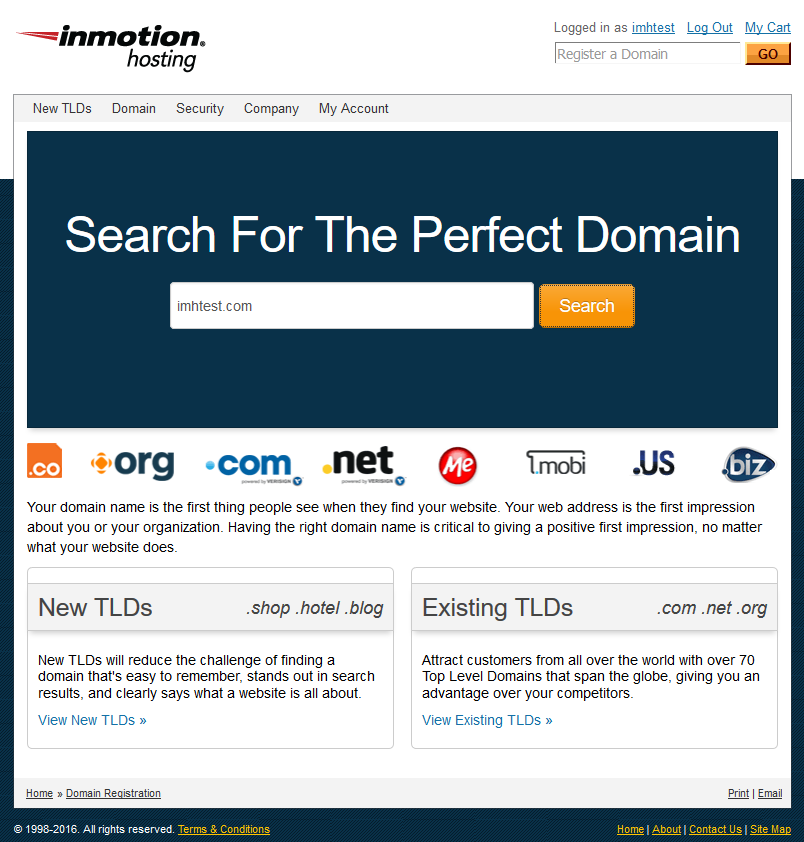 inmotion®
hosting
Logged in as imhtest Log Out My Cart
Register a Domain GO
New TLDs Domain Security Company My Account
Search For The Perfect Domain
imhtest.com Search
.co org .com powered by VERISIGN .net powered by VERISIGN Me .mobi .US .biz
Your domain name is the first thing people see when they find your website. Your web address is the first impression
about you or your organization. Having the right domain name is critical to giving a positive first impression, no matter
what your website does.
New TLDs .shop .hotel .blog
New TLDs will reduce the challenge of finding a
domain that's easy to remember, stands out in search
results, and clearly says what a website is all about.
View New TLDs »
Existing TLDs .com .net .org
Attract customers from all over the world with over 70
Top Level Domains that span the globe, giving you an
advantage over your competitors.
View Existing TLDs »
Home » Domain Registration Print | Email
© 1998-2016. All rights reserved. Terms & Conditions Home | About | Contact Us | Site Map